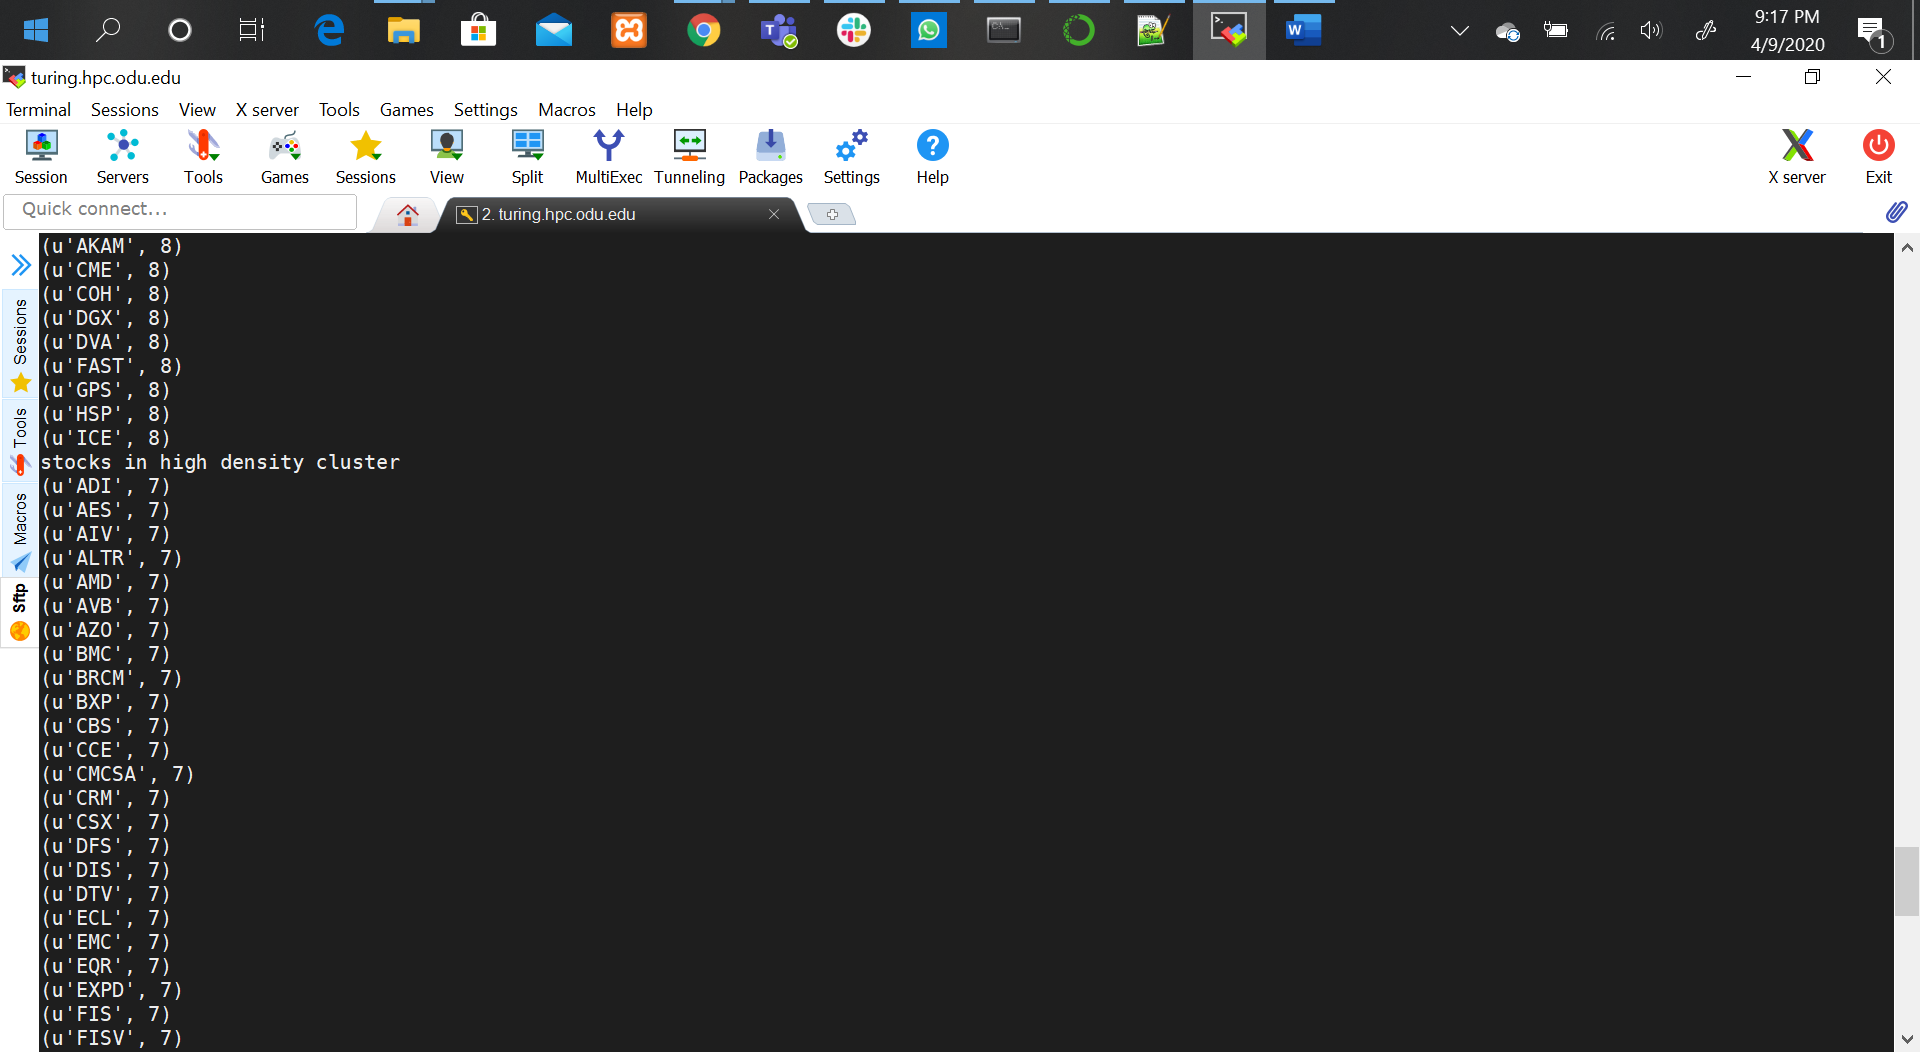 9:17 PM
4/9/2020
1
turing.hpc.odu.edu
Terminal Sessions View X server Tools Games Settings Macros Help
Session Servers Tools Games Sessions View Split MultiExec Tunneling Packages Settings Help X server Exit
Quick connect...
2. turing.hpc.odu.edu
Sessions
Tools
Macros
Sftp
(u'AKAM', 8)
(u'CME', 8)
(u'COH', 8)
(u'DGX', 8)
(u'DVA', 8)
(u'FAST', 8)
(u'GPS', 8)
(u'HSP', 8)
(u'ICE', 8)
stocks in high density cluster
(u'ADI', 7)
(u'AES', 7)
(u'AIV', 7)
(u'ALTR', 7)
(u'AMD', 7)
(u'AVB', 7)
(u'AZO', 7)
(u'BMC', 7)
(u'BRCM', 7)
(u'BXP', 7)
(u'CBS', 7)
(u'CCE', 7)
(u'CMCSA', 7)
(u'CRM', 7)
(u'CSX', 7)
(u'DFS', 7)
(u'DIS', 7)
(u'DTV', 7)
(u'ECL', 7)
(u'EMC', 7)
(u'EQR', 7)
(u'EXPD', 7)
(u'FIS', 7)
(u'FISV', 7)